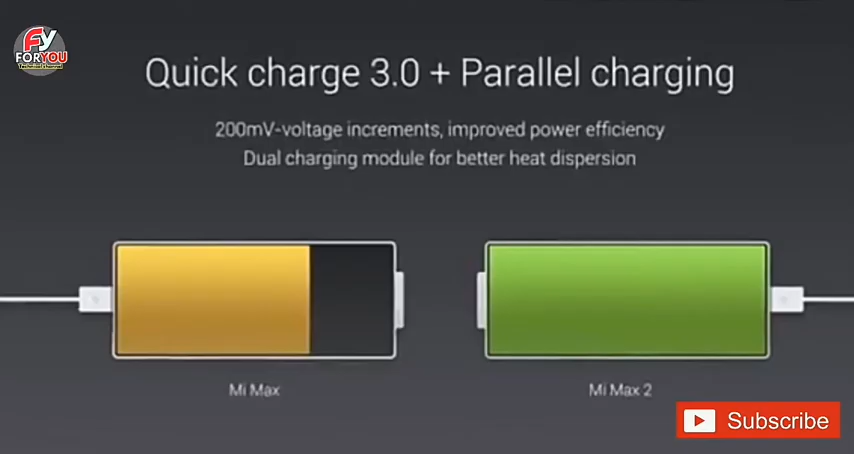 Fy
FORYOU
Quick charge 3.0 + Parallel charging
200mV-voltage increments, improved power efficiency
Dual charging module for better heat dispersion
Mi Max
Mi Max 2
Subscribe